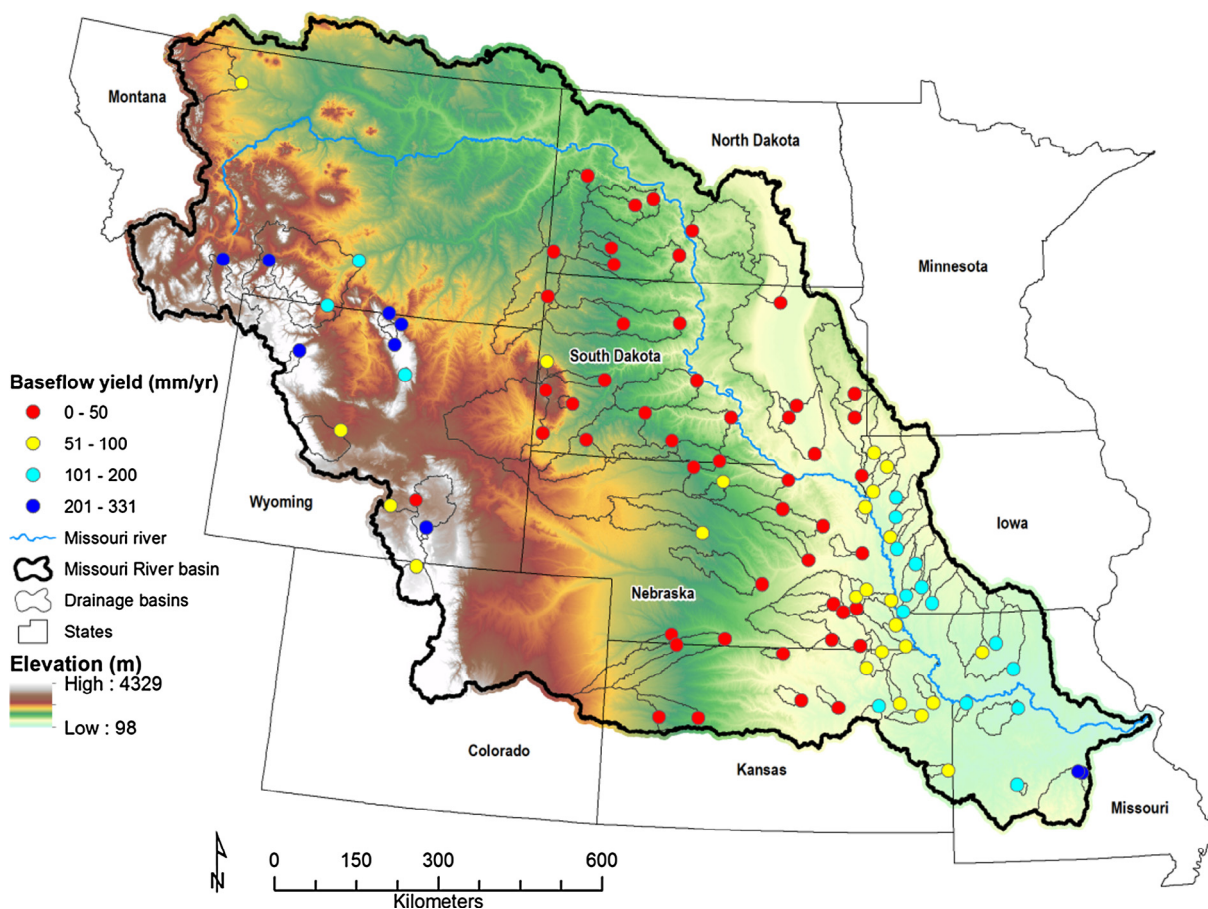 Montana
North Dakota
Minnesota
South Dakota
Baseflow yield (mm/yr)
0 - 50
51 - 100
101 - 200
201 - 331
Missouri river
Missouri River basin
Drainage basins
States
Elevation (m)
High : 4329
Low : 98
Wyoming
Iowa
Nebraska
Colorado
Kansas
Missouri
N
0 150 300 600
Kilometers